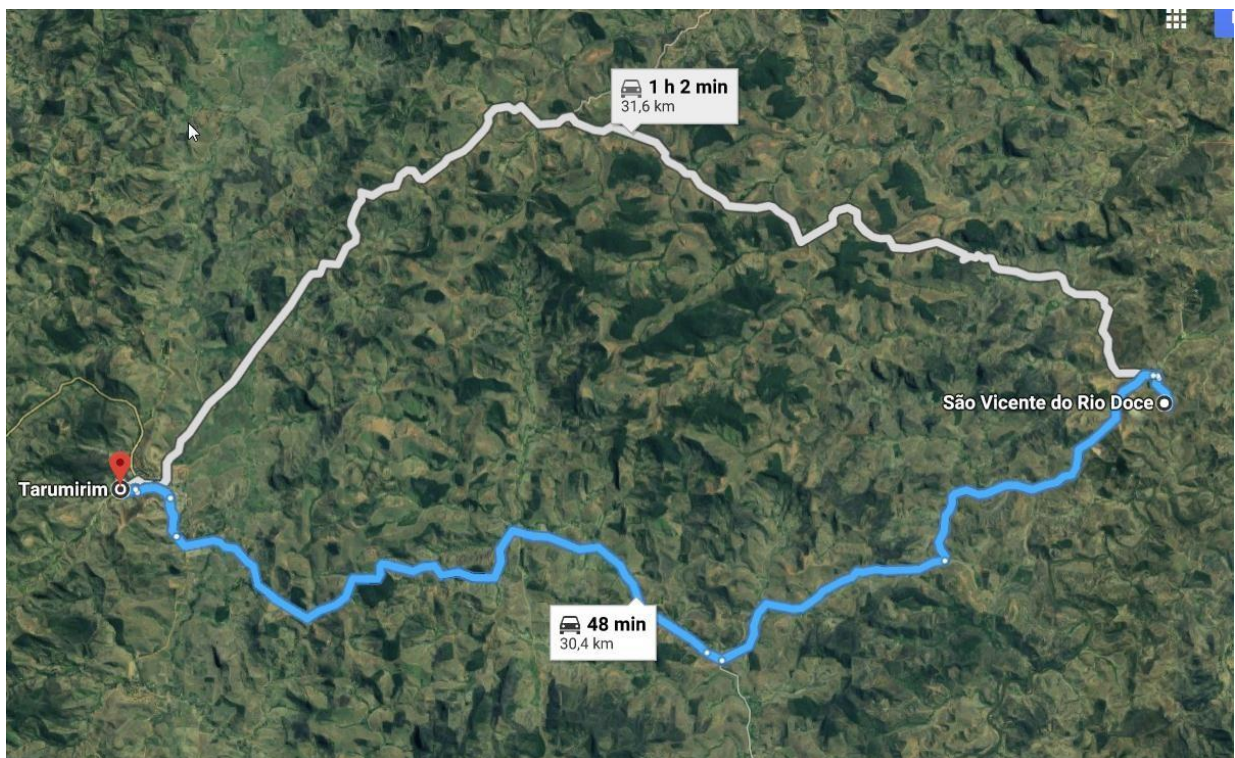 1 h 2 min
31,6 km
São Vicente do Rio Doce
Tarumirim
48 min
30,4 km